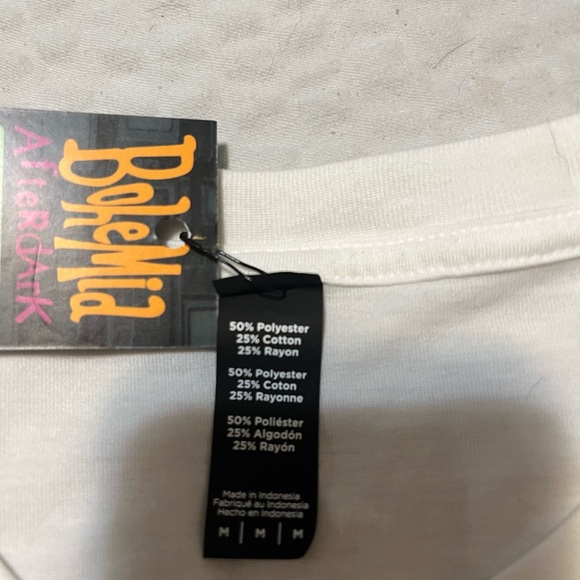 BoHeMia
AfteRdaRK
50% Polyester
25% Cotton
25% Rayon
50% Polyester
25% Coton
25% Rayonne
50% Poliéster
25% Algodón
25% Rayón
Made in Indonesia
Fabriqué au Indonesia
Hecho en Indonesia
M | M | M